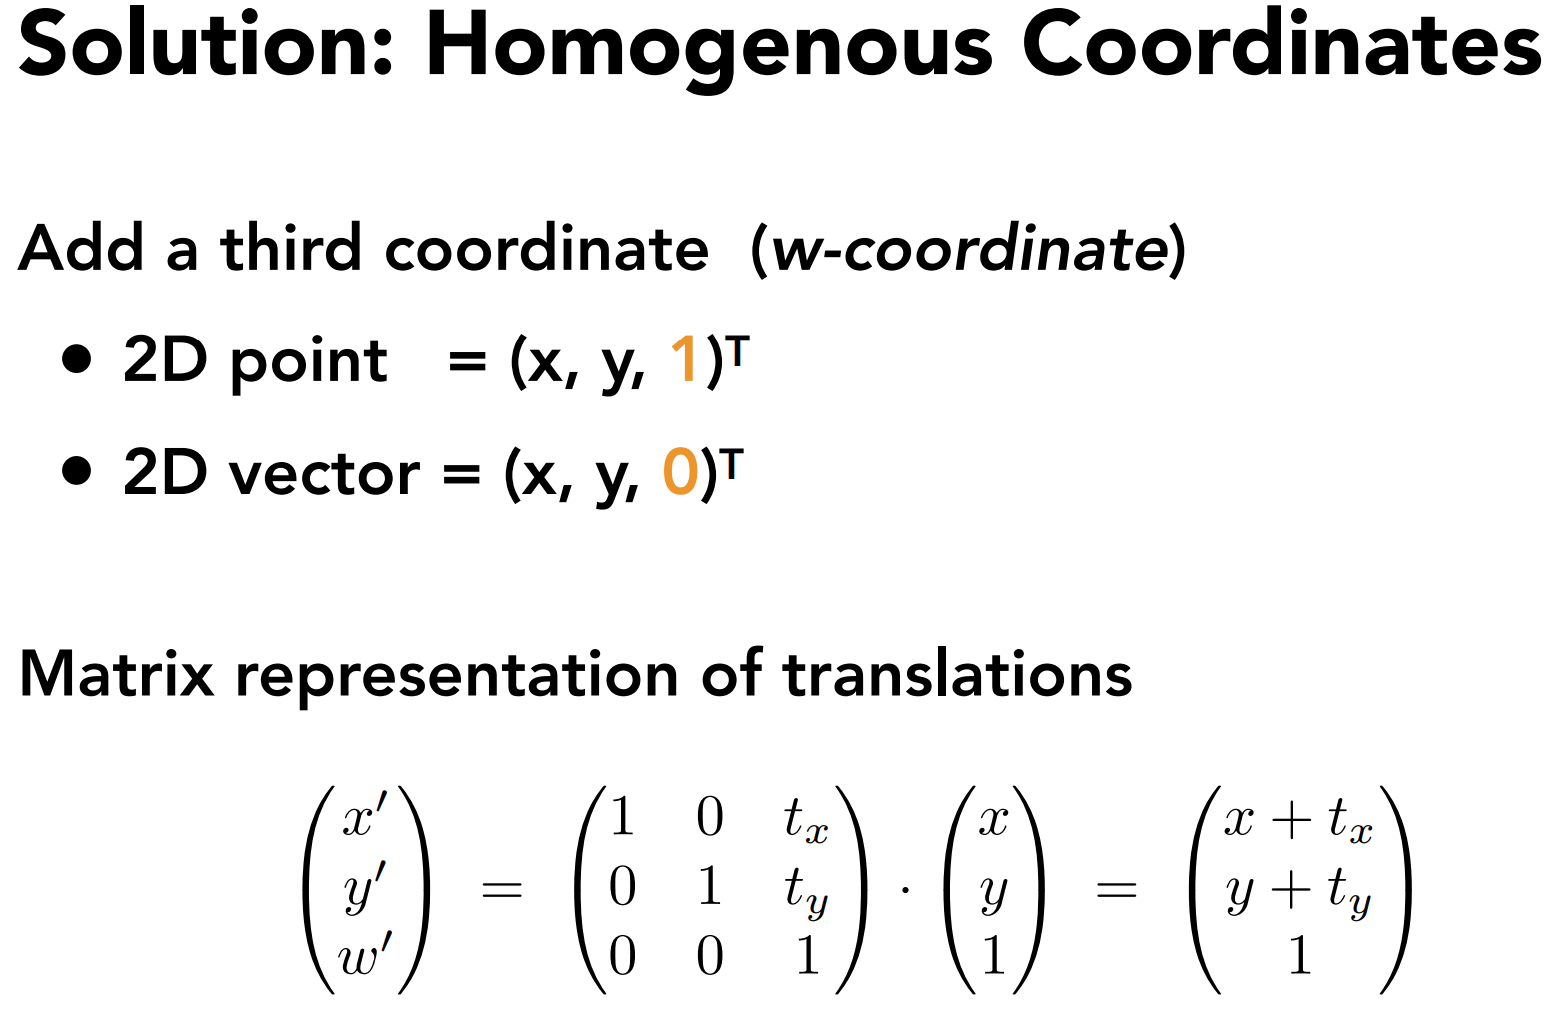 Solution: Homogenous Coordinates
Add a third coordinate (w-coordinate)
• 2D point = (x, y, 1)ᵀ
• 2D vector = (x, y, 0)ᵀ
Matrix representation of translations
$$\begin{pmatrix} x' \\ y' \\ w' \end{pmatrix} = \begin{pmatrix} 1 & 0 & t_x \\ 0 & 1 & t_y \\ 0 & 0 & 1 \end{pmatrix} \cdot \begin{pmatrix} x \\ y \\ 1 \end{pmatrix} = \begin{pmatrix} x + t_x \\ y + t_y \\ 1 \end{pmatrix}$$